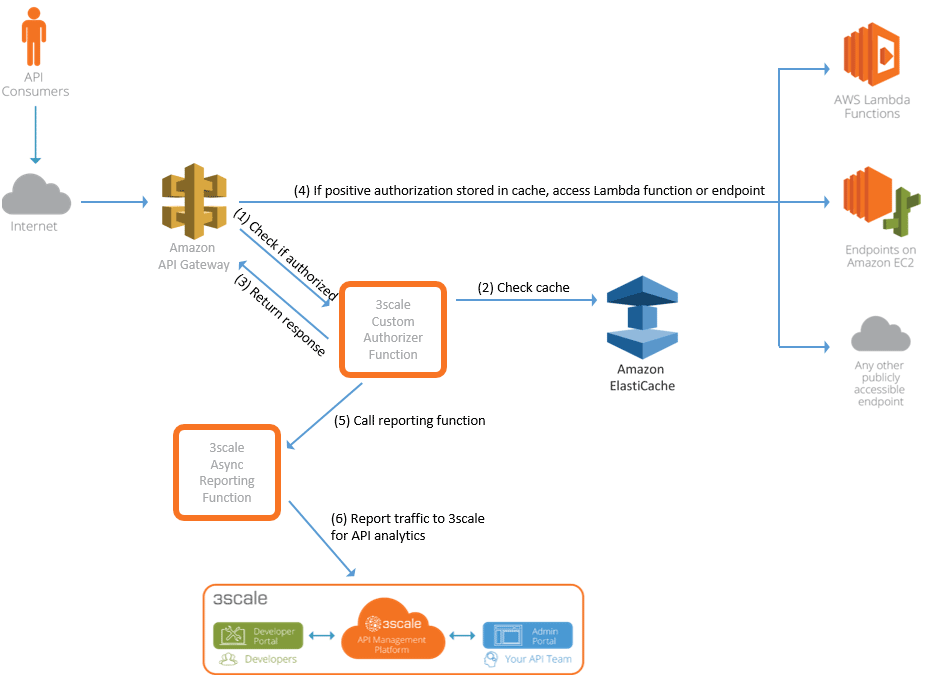 API
Consumers
Internet
Amazon
API Gateway
(1) Check if authorized
(3) Return response
(4) If positive authorization stored in cache, access Lambda function or endpoint
AWS Lambda
Functions
Endpoints on
Amazon EC2
Any other
publicly
accessible
endpoint
3scale
Custom
Authorizer
Function
(2) Check cache
Amazon
ElastiCache
(5) Call reporting function
3scale
Async
Reporting
Function
(6) Report traffic to 3scale
for API analytics
3scale
Developer
Portal
Developers
3scale
API Management
Platform
Admin
Portal
Your API Team